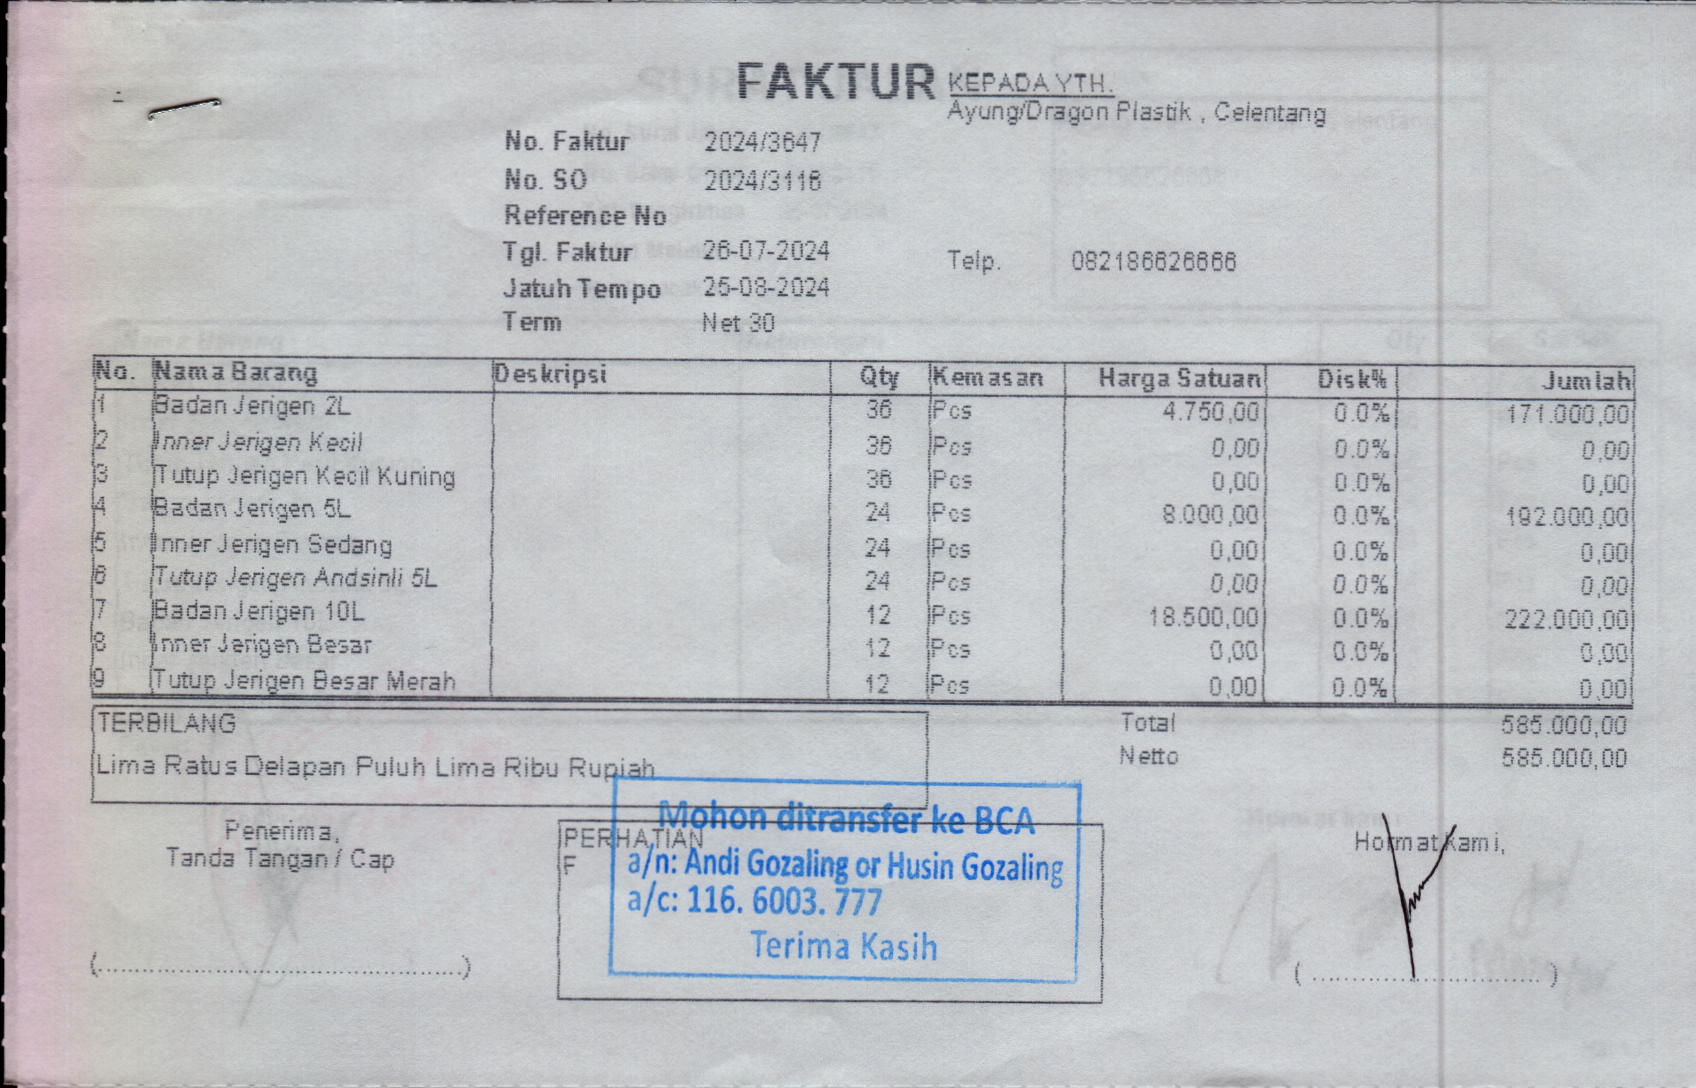 FAKTUR
KEPADA YTH.
Ayung/Dragon Plastik , Celentang
No. Faktur 2024/3647
No. SO 2024/3116
Reference No
Tgl. Faktur 26-07-2024
Telp. 082186626666
Jatuh Tempo 25-08-2024
Term Net 30
No. Nama Barang Deskripsi Qty Kemasan Harga Satuan Disk% Jumlah
1 Badan Jerigen 2L 36 Pcs 4.750,00 0.0% 171.000,00
2 Inner Jerigen Kecil 36 Pcs 0,00 0.0% 0,00
3 Tutup Jerigen Kecil Kuning 36 Pcs 0,00 0.0% 0,00
4 Badan Jerigen 5L 24 Pcs 8.000,00 0.0% 192.000,00
5 Inner Jerigen Sedang 24 Pcs 0,00 0.0% 0,00
6 Tutup Jerigen Andsinli 5L 24 Pcs 0,00 0.0% 0,00
7 Badan Jerigen 10L 12 Pcs 18.500,00 0.0% 222.000,00
8 Inner Jerigen Besar 12 Pcs 0,00 0.0% 0,00
9 Tutup Jerigen Besar Merah 12 Pcs 0,00 0.0% 0,00
TERBILANG
Lima Ratus Delapan Puluh Lima Ribu Rupiah
Total 585.000,00
Netto 585.000,00
Penerima,
Tanda Tangan / Cap
(..........................................)
PERHATIAN
F
Mohon ditransfer ke BCA
a/n: Andi Gozaling or Husin Gozaling
a/c: 116. 6003. 777
Terima Kasih
Hormat Kami,
(..........................)